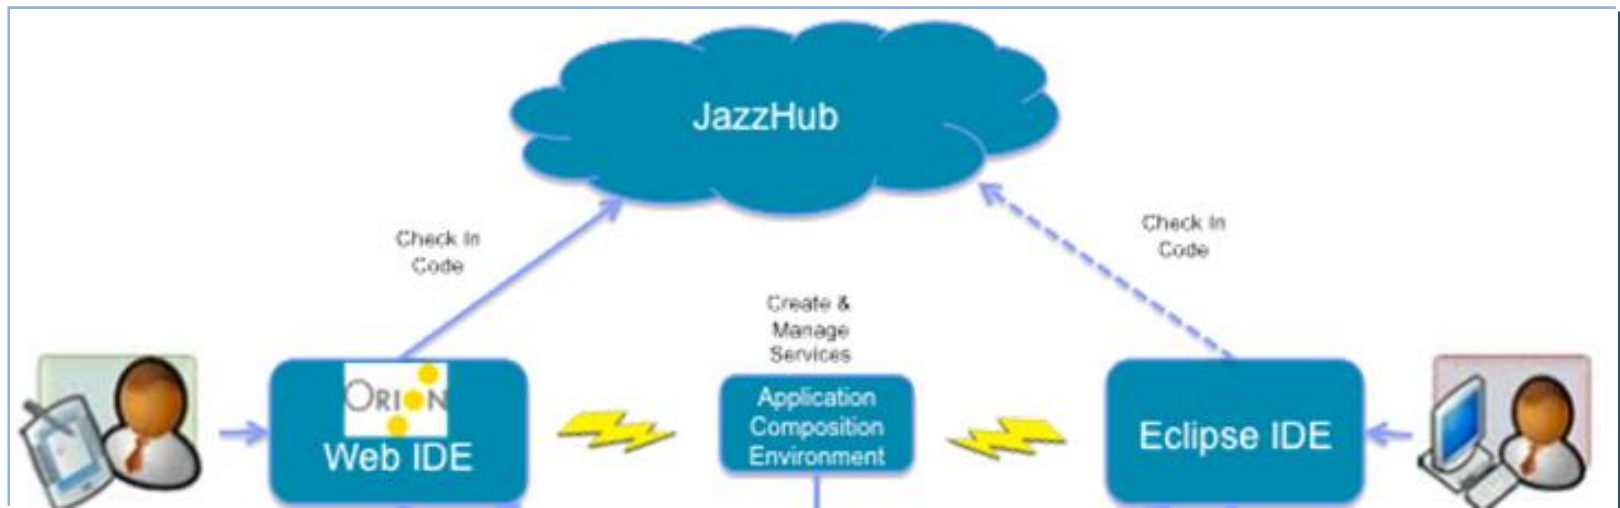 JazzHub
Check In
Code
Check In
Code
Create &
Manage
Services
ORION
Web IDE
Application
Composition
Environment
Eclipse IDE